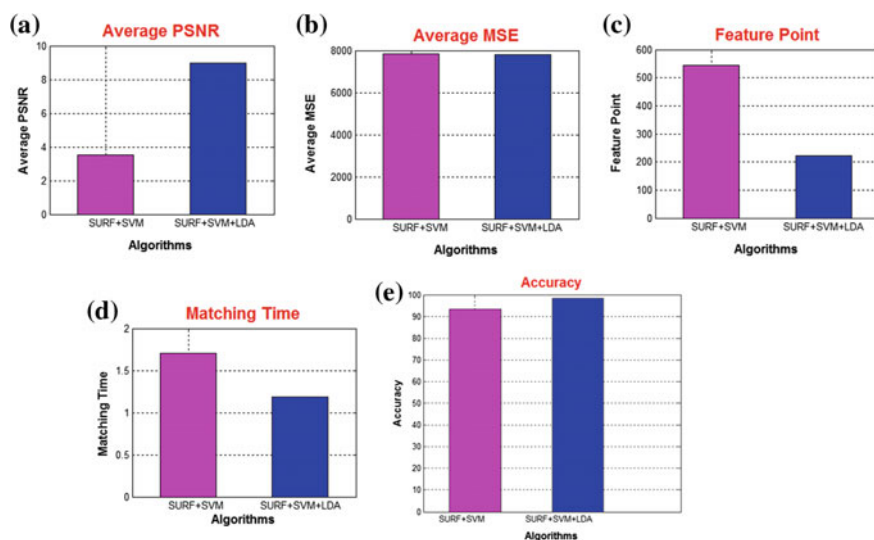 (a)
Average PSNR
10
8
6
4
2
0
Average PSNR
SURF+SVM SURF+SVM+LDA
Algorithms
(b)
Average MSE
8000
6000
4000
2000
0
Average MSE
SURF+SVM SURF+SVM+LDA
Algorithms
(c)
Feature Point
600
500
400
300
200
100
0
Feature Point
SURF+SVM SURF+SVM+LDA
Algorithms
(d)
Matching Time
2
1.5
1
0.5
0
Matching Time
SURF+SVM SURF+SVM+LDA
Algorithms
(e)
Accuracy
100
90
80
70
60
50
40
30
20
10
0
Accuracy
SURF+SVM SURF+SVM+LDA
Algorithms